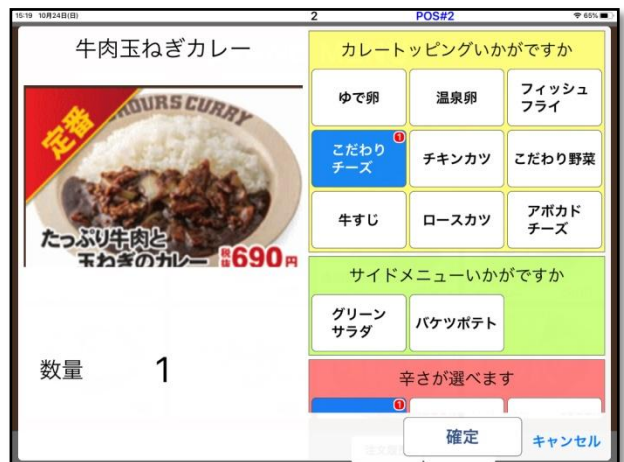 15:19 10月24日(日)
2
POS#2
65%
牛肉玉ねぎカレー
定番
HOURS CURRY
たっぷり牛肉と
玉ねぎのカレー 税抜690円
数量 1
カレートッピングいかがですか
ゆで卵
温泉卵
フィッシュ
フライ
こだわり
チーズ
1
チキンカツ
こだわり野菜
牛すじ
ロースカツ
アボカド
チーズ
サイドメニューいかがですか
グリーン
サラダ
バケツポテト
辛さが選べます
1
確定
キャンセル